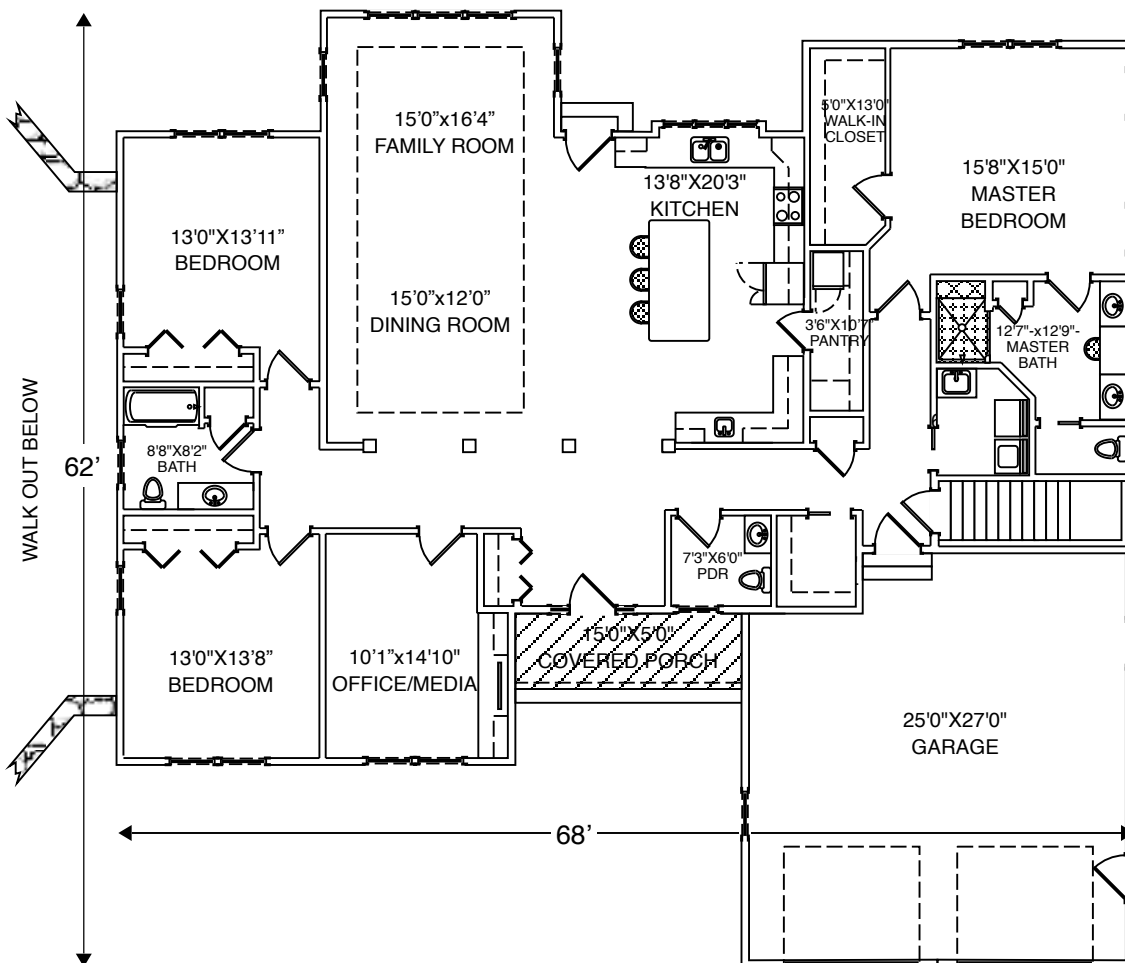 15'0”x16'4”
FAMILY ROOM
5'0"X13'0"
WALK-IN
CLOSET
15'8"X15'0"
MASTER
BEDROOM
13'8"X20'3"
KITCHEN
13'0"X13'11”
BEDROOM
15'0”x12'0”
DINING ROOM
3'6"X10'7"
PANTRY
12'7"-x12'9"-
MASTER
BATH
WALK OUT BELOW
62’
8'8"X8'2"
BATH
7'3"X6'0"
PDR
13'0"X13'8”
BEDROOM
10'1”x14'10"
OFFICE/MEDIA
15'0"X5'0"
COVERED PORCH
25'0"X27'0"
GARAGE
68’